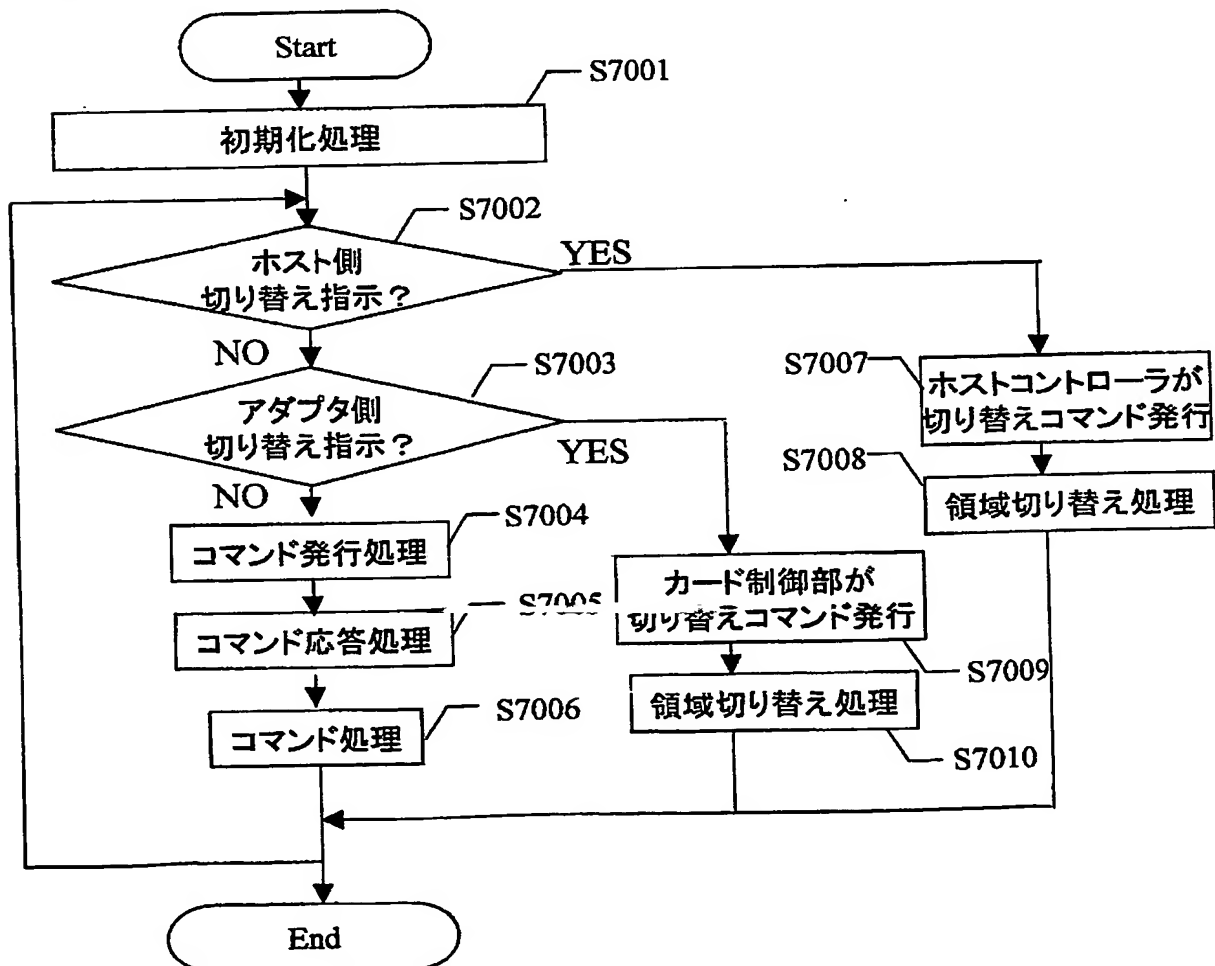 Start
S7001
初期化処理
S7002
ホスト側
切り替え指示?
YES
NO
S7003
アダプタ側
切り替え指示?
YES
NO
S7004
コマンド発行処理
S7005
コマンド応答処理
S7006
コマンド処理
S7007
ホストコントローラが
切り替えコマンド発行
S7008
領域切り替え処理
カード制御部が
切り替えコマンド発行
S7009
領域切り替え処理
S7010
End